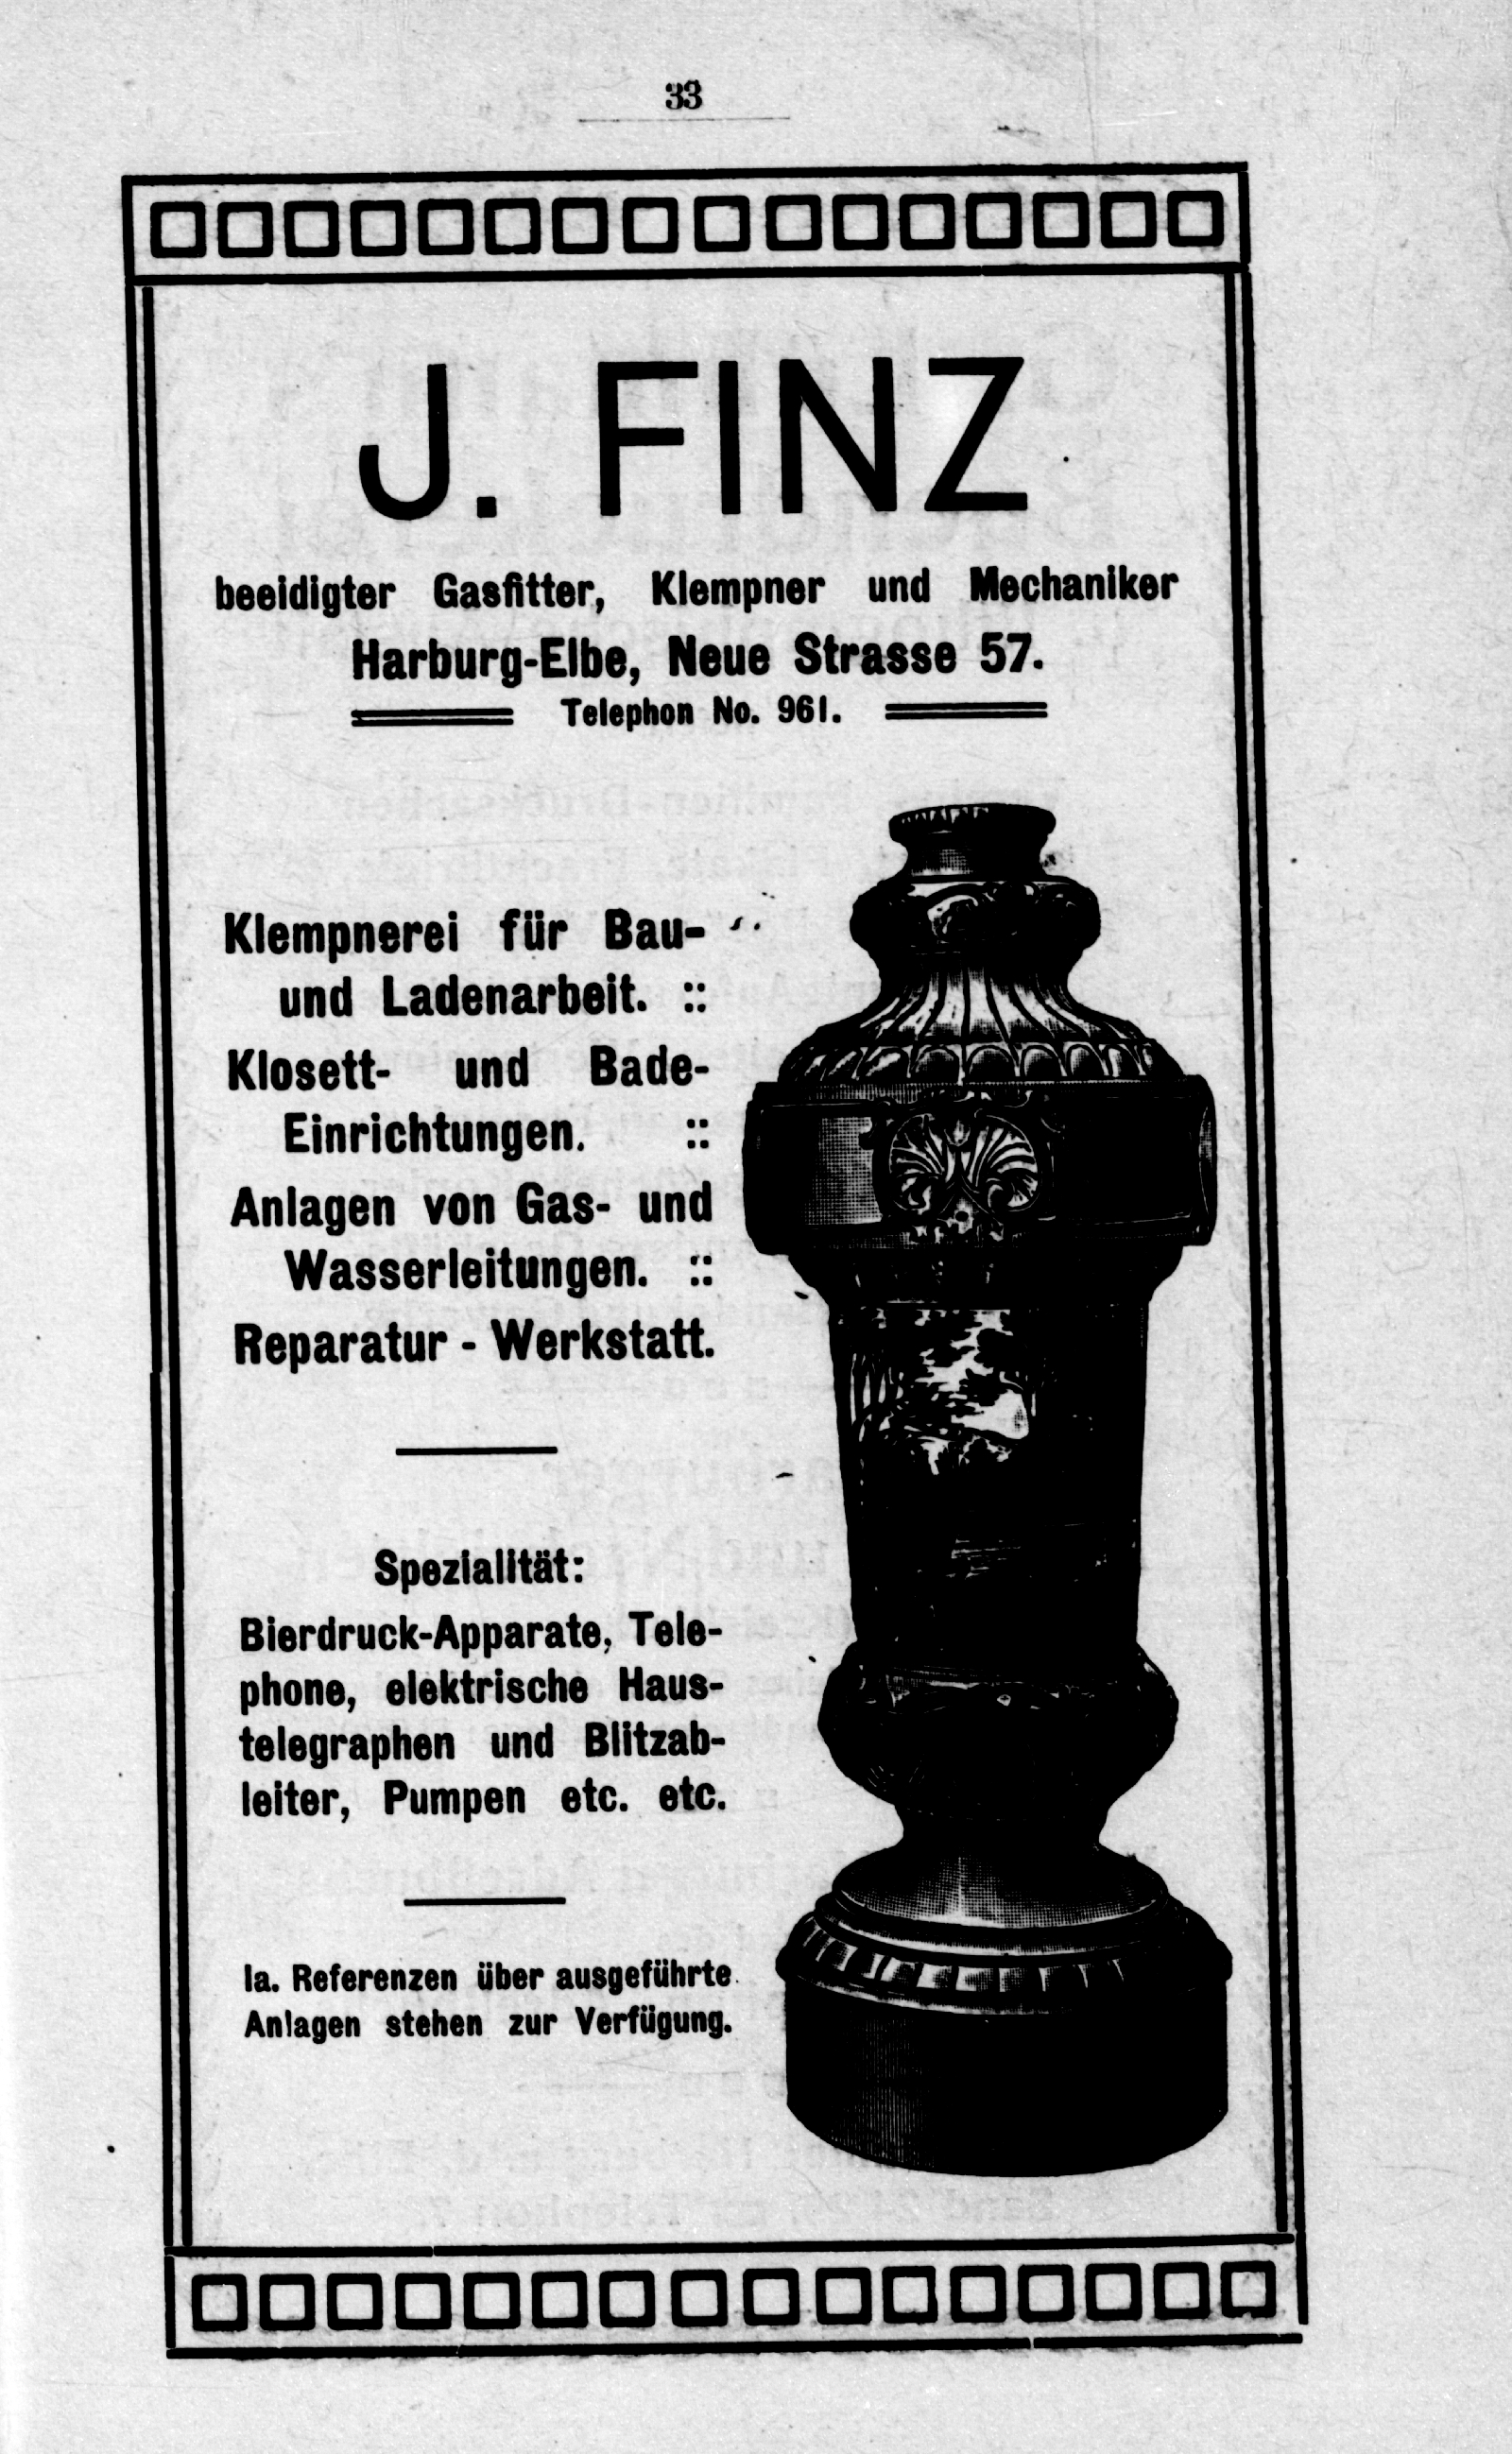 33
J. FINZ
beeidigter Gasfitter, Klempner und Mechaniker
Harburg-Elbe, Neue Strasse 57.
Telephon No. 961.
Klempnerei für Bau-
und Ladenarbeit. ::
Klosett- und Bade-
Einrichtungen. ::
Anlagen von Gas- und
Wasserleitungen. ::
Reparatur - Werkstatt.
Spezialität:
Bierdruck-Apparate, Tele-
phone, elektrische Haus-
telegraphen und Blitzab-
leiter, Pumpen etc. etc.
Ia. Referenzen über ausgeführte
Anlagen stehen zur Verfügung.